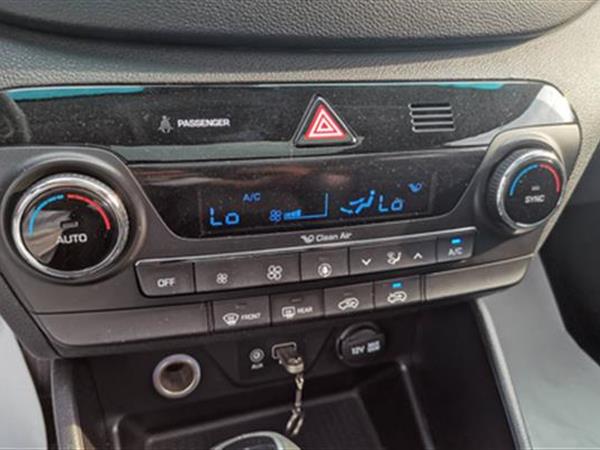 PASSENGER
A/C
Lo Lo
Clean Air
AUTO
SYNC
OFF
A/C
FRONT
REAR
AUX
12V